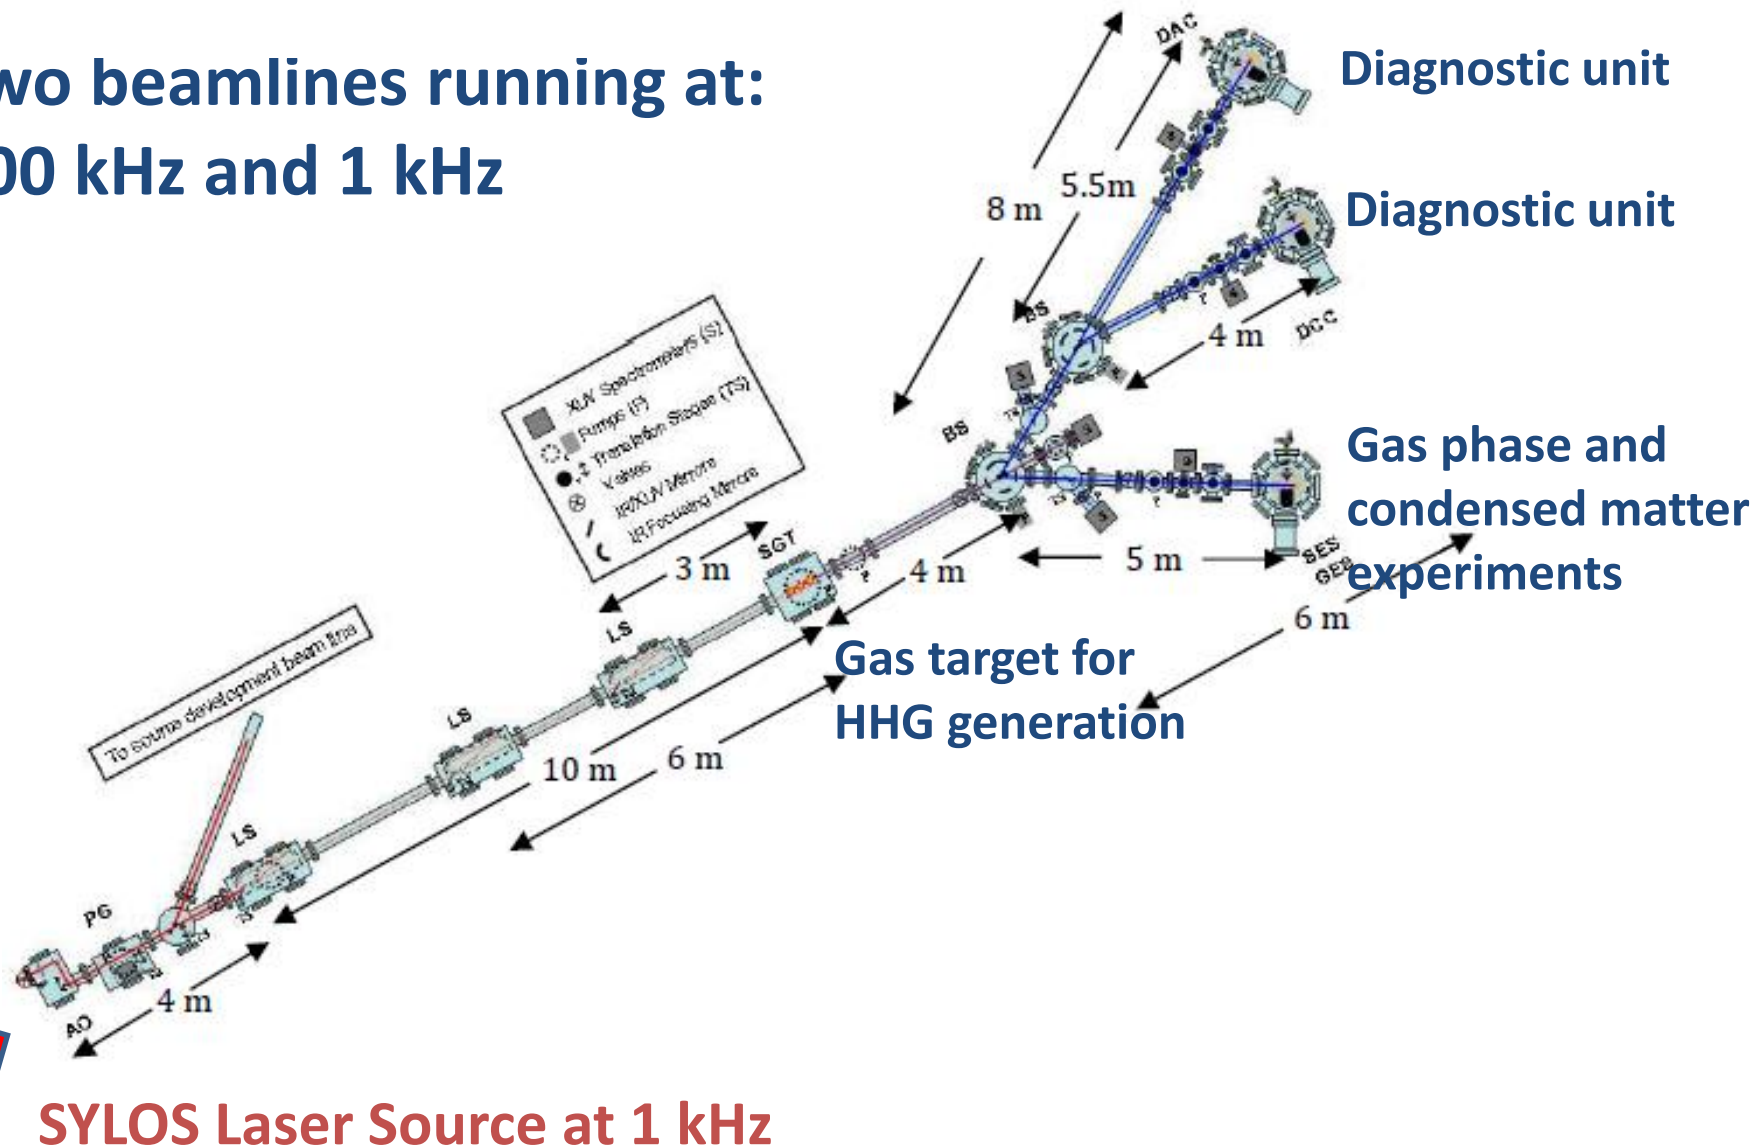 wo beamlines running at:
00 kHz and 1 kHz
DAC
Diagnostic unit
5.5m
8 m
Diagnostic unit
BS
4 m
DCC
XUV Spectrometers (S)
Pumps (P)
Translation Stages (TS)
Valves
IR/XUV Mirrors
IR Focusing Mirrors
BS
TS
Gas phase and
condensed matter
experiments
SES
GES
5 m
6 m
3 m
SGT
4 m
Gas target for
HHG generation
LS
10 m
6 m
LS
To source development beam line
LS
TS
PG
4 m
AO
SYLOS Laser Source at 1 kHz